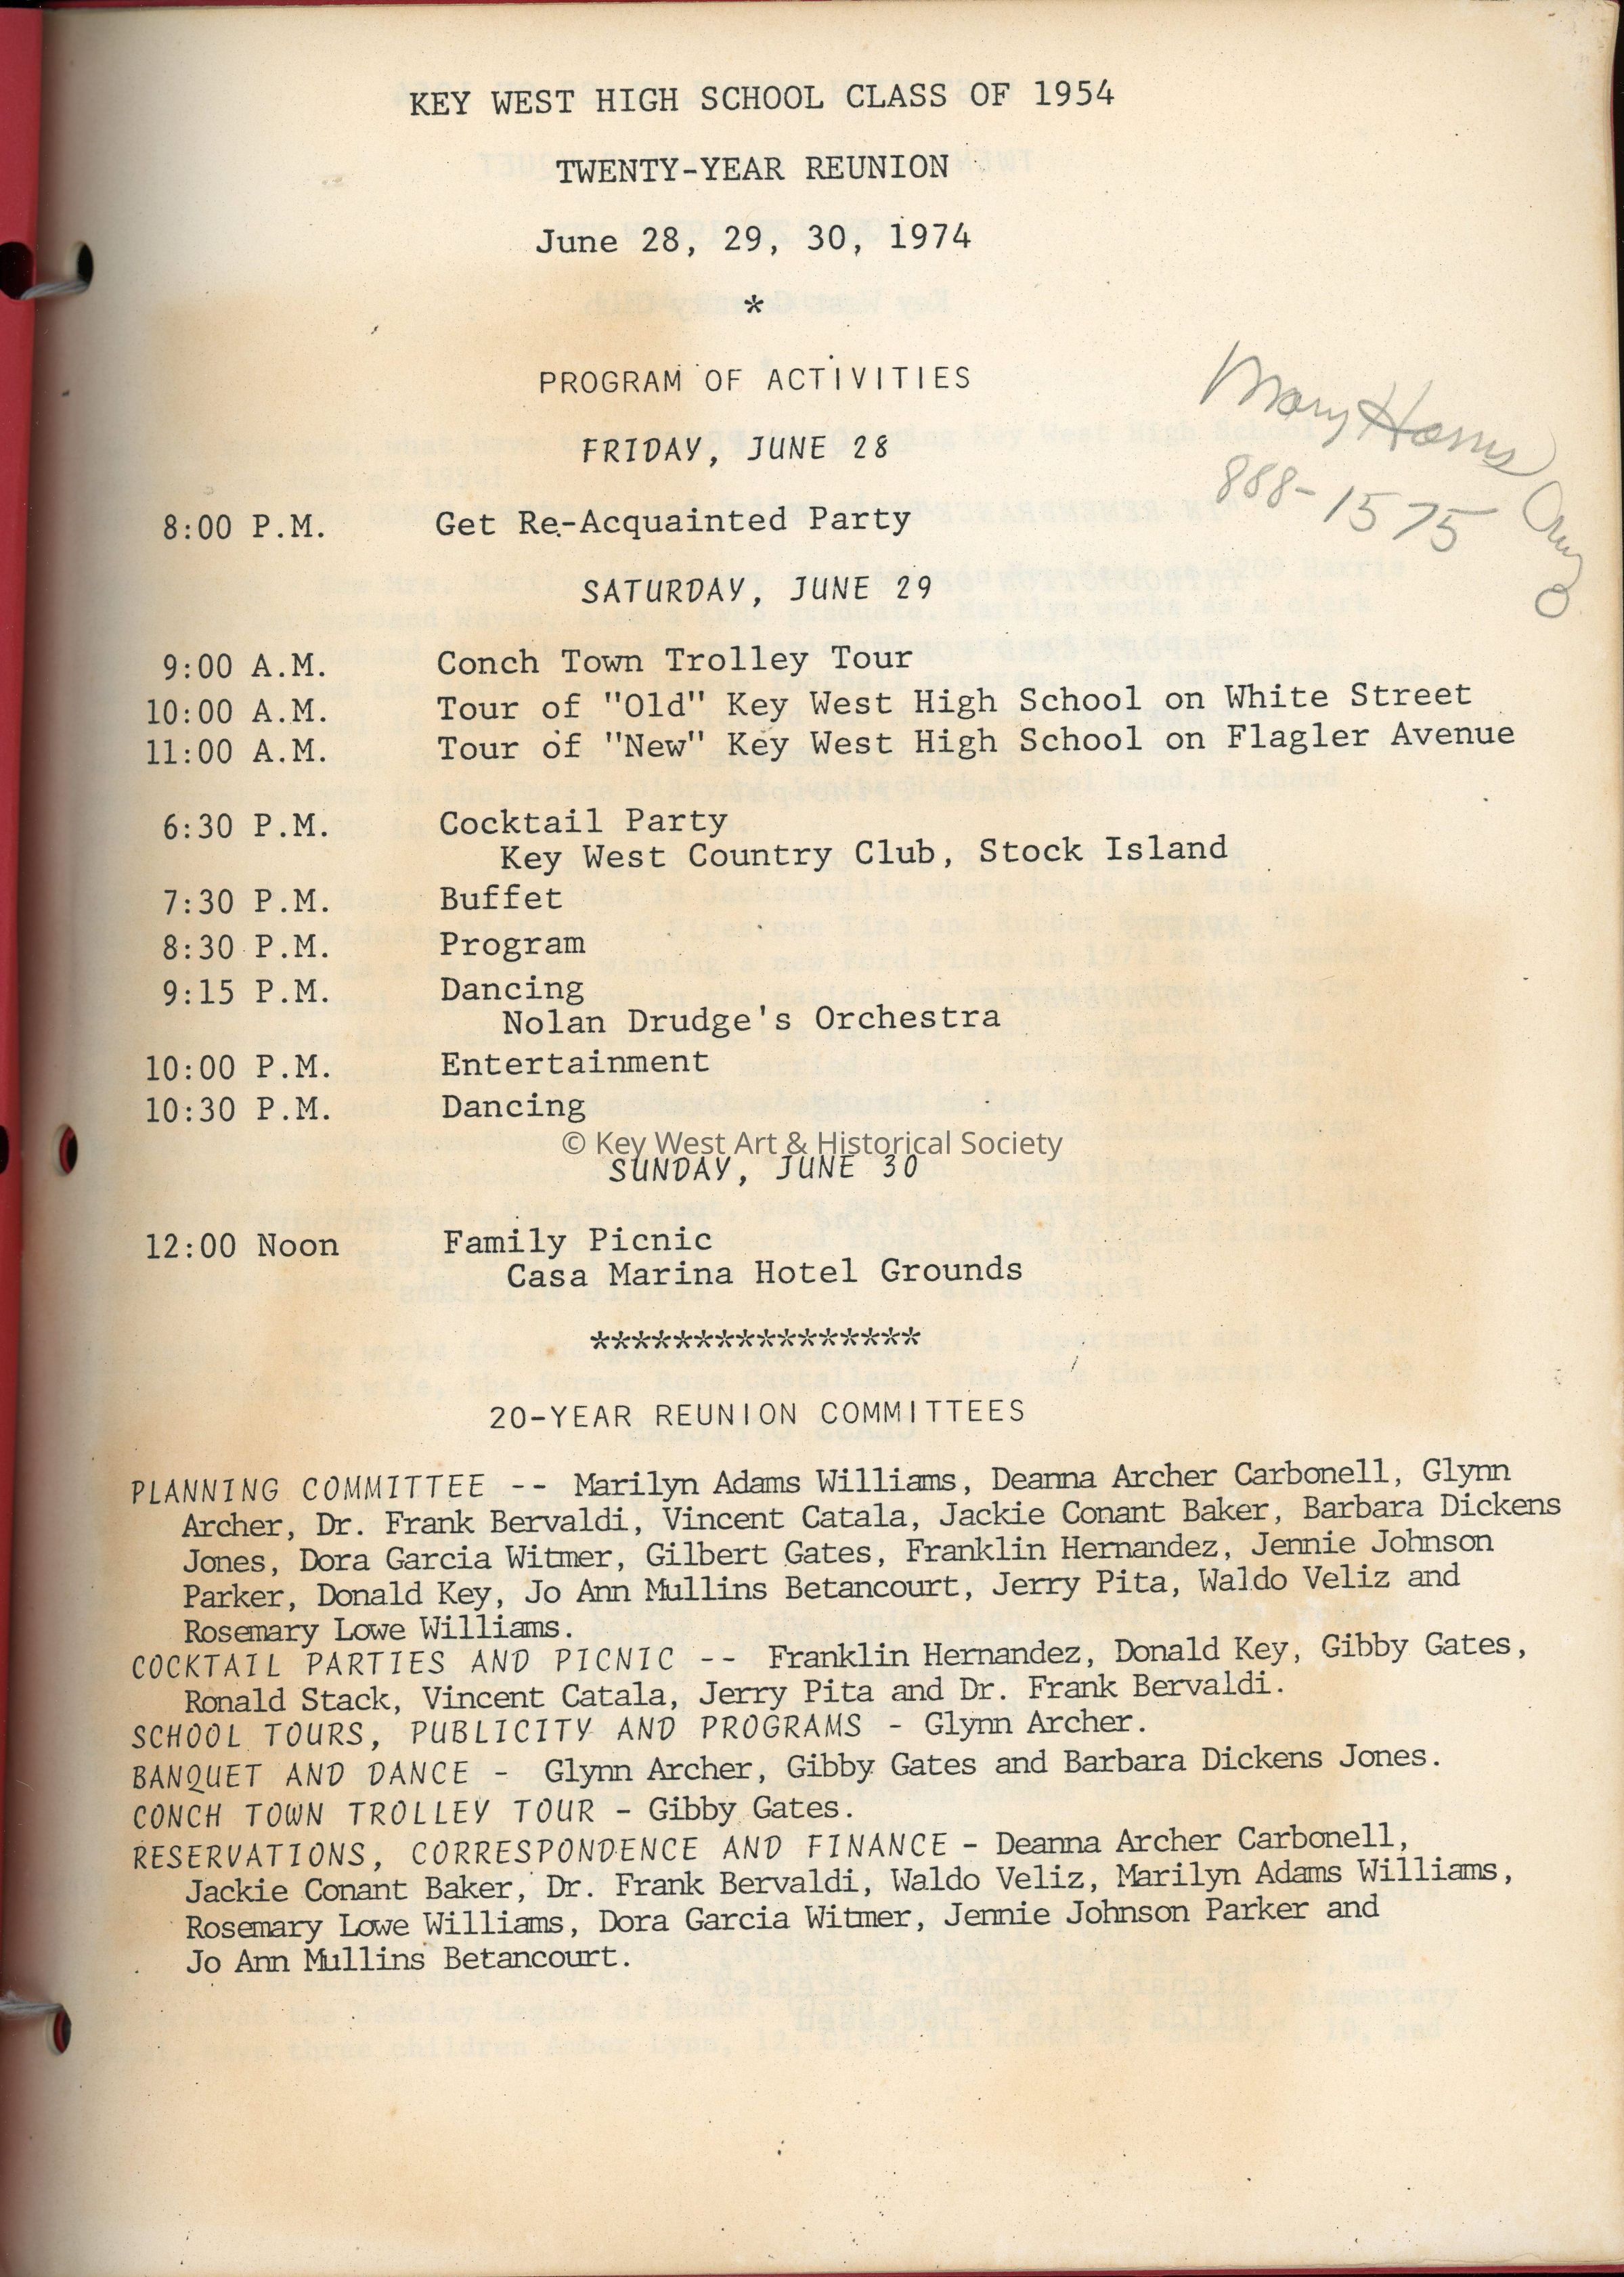 KEY WEST HIGH SCHOOL CLASS OF 1954
TWENTY-YEAR REUNION
June 28, 29, 30, 1974
*
PROGRAM OF ACTIVITIES
Mary
888-1575
FRIDAY, JUNE 28
8:00 P.M. Get Re-Acquainted Party
SATURDAY, JUNE 29
9:00 A.M. Conch Town Trolley Tour
10:00 A.M. Tour of "Old" Key West High School on White Street
11:00 A.M. Tour of "New" Key West High School on Flagler Avenue
6:30 P.M. Cocktail Party
Key West Country Club, Stock Island
7:30 P.M. Buffet
8:30 P.M. Program
9:15 P.M. Dancing
Nolan Drudge's Orchestra
10:00 P.M. Entertainment
10:30 P.M. Dancing
© Key West Art & Historical Society
SUNDAY, JUNE 30
12:00 Noon Family Picnic
Casa Marina Hotel Grounds
****************
20-YEAR REUNION COMMITTEES
PLANNING COMMITTEE -- Marilyn Adams Williams, Deanna Archer Carbonell, Glynn
Archer, Dr. Frank Bervaldi, Vincent Catala, Jackie Conant Baker, Barbara Dickens
Jones, Dora Garcia Witmer, Gilbert Gates, Franklin Hernandez, Jennie Johnson
Parker, Donald Key, Jo Ann Mullins Betancourt, Jerry Pita, Waldo Veliz and
Rosemary Lowe Williams.
COCKTAIL PARTIES AND PICNIC -- Franklin Hernandez, Donald Key, Gibby Gates,
Ronald Stack, Vincent Catala, Jerry Pita and Dr. Frank Bervaldi.
SCHOOL TOURS, PUBLICITY AND PROGRAMS - Glynn Archer.
BANQUET AND DANCE - Glynn Archer, Gibby Gates and Barbara Dickens Jones.
CONCH TOWN TROLLEY TOUR - Gibby Gates.
RESERVATIONS, CORRESPONDENCE AND FINANCE - Deanna Archer Carbonell,
Jackie Conant Baker, Dr. Frank Bervaldi, Waldo Veliz, Marilyn Adams Williams,
Rosemary Lowe Williams, Dora Garcia Witmer, Jennie Johnson Parker and
Jo Ann Mullins Betancourt.